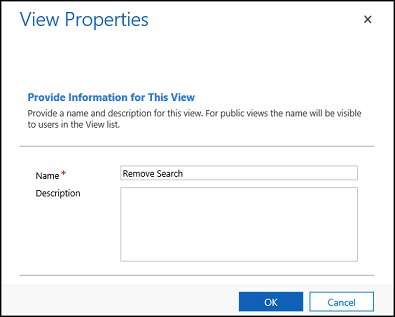 View Properties
Provide Information for This View
Provide a name and description for this view. For public views the name will be visible
to users in the View list.
Name *
Remove Search
Description
OK
Cancel